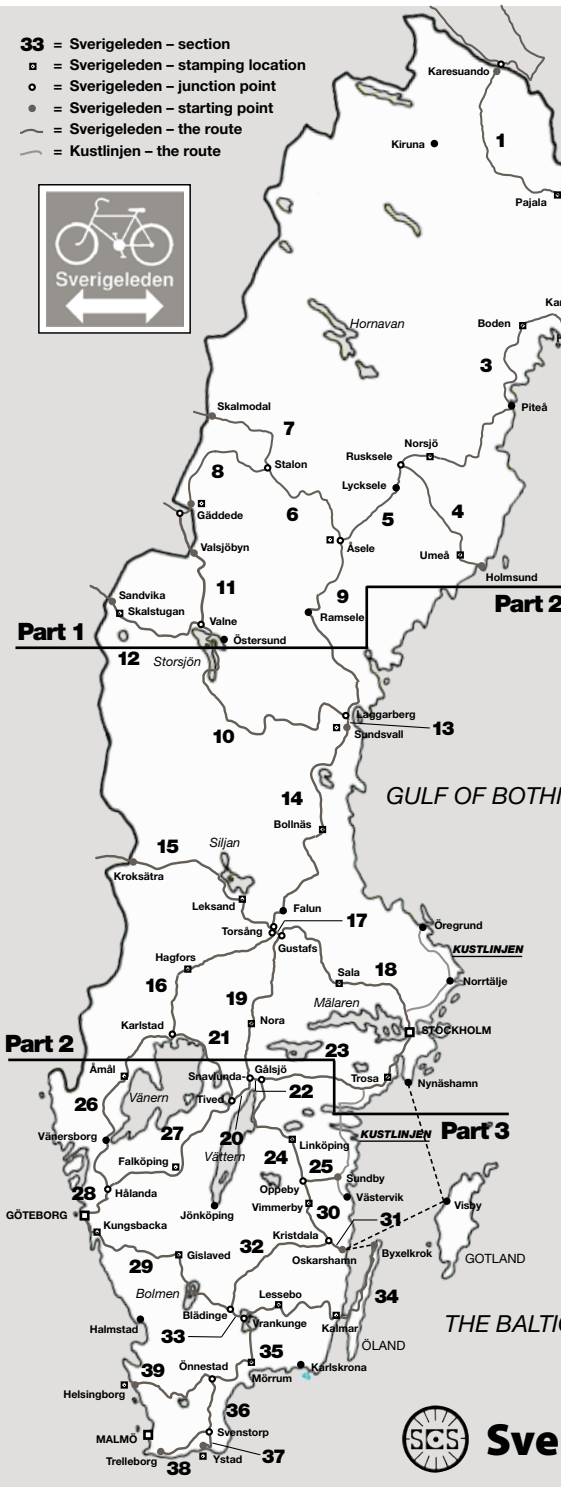 33 = Sverigeleden – section
= Sverigeleden – stamping location
= Sverigeleden – junction point
= Sverigeleden – starting point
= Sverigeleden – the route
= Kustlinjen – the route
Sverigeleden
Karesuando
Kiruna
1
Pajala
Hornavan
Boden
3
Piteå
Skalmodal
7
Stalon
8
Gäddede
6
Rusksele
Norsjö
Lycksele
5
4
Åsele
Umeå
Holmsund
Valsjöbyn
11
9
Ramsele
Sandvika
Skalstugan
Valne
Östersund
Part 1
Part 2
12
Storsjön
10
Laggarberg
13
Sundsvall
14
GULF OF BOTHNI
Bollnäs
15
Siljan
Kroksätra
Leksand
Falun
Torsång
17
Gustafs
Öregrund
KUSTLINJEN
Hagfors
16
Sala
18
Norrtälje
Mälaren
19
Karlstad
21
Nora
STOCKHOLM
Part 2
23
Åmål
Snavlunda
Gålsjö
22
Trosa
Nynäshamn
26
Vänern
Tived
20
KUSTLINJEN
Part 3
Vänersborg
27
Vättern
24
Linköping
25
Falköping
Sundby
28
Hålanda
Oppeby
Västervik
Jönköping
Vimmerby
30
31
Visby
GÖTEBORG
Kungsbacka
32
Kristdala
Oskarshamn
Byxelkrok
GOTLAND
29
Gislaved
Bolmen
Lessebo
34
Blädinge
Vrankunge
Kalmar
Halmstad
33
ÖLAND
THE BALTIC
35
Mörrum
Karlskrona
39
Önnestad
Helsingborg
36
MALMÖ
Svenstorp
37
Trelleborg
38
Ystad
SCS
Sve